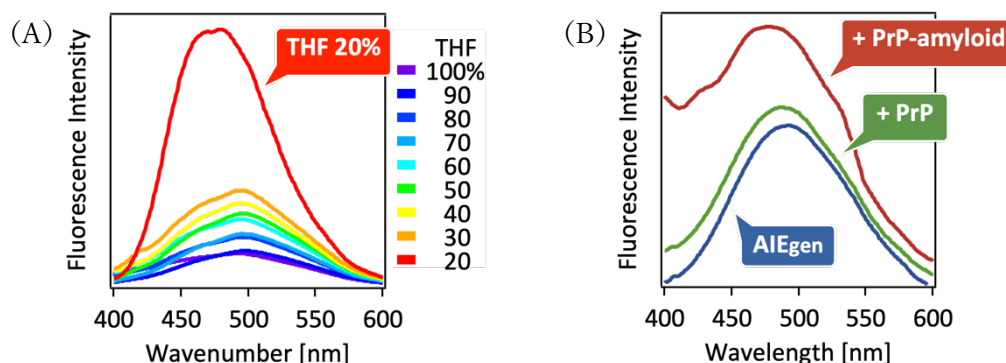 (A)
Fluorescence Intensity
THF 20%
THF
100%
90
80
70
60
50
40
30
20
400 450 500 550 600
Wavenumber [nm]
(B)
Fluorescence Intensity
+ PrP-amyloid
+ PrP
AIEgen
400 450 500 550 600
Wavelength [nm]